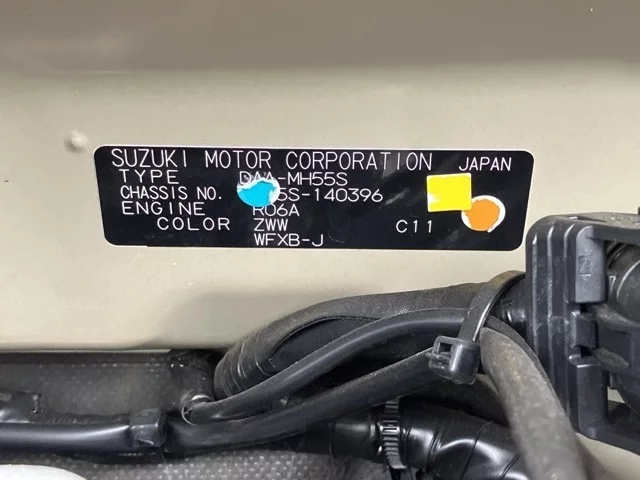 SUZUKI MOTOR CORPORATION JAPAN
TYPE DAA-MH55S
CHASSIS NO. 5S-140396
ENGINE R06A
COLOR ZWW C11
WFXB-J